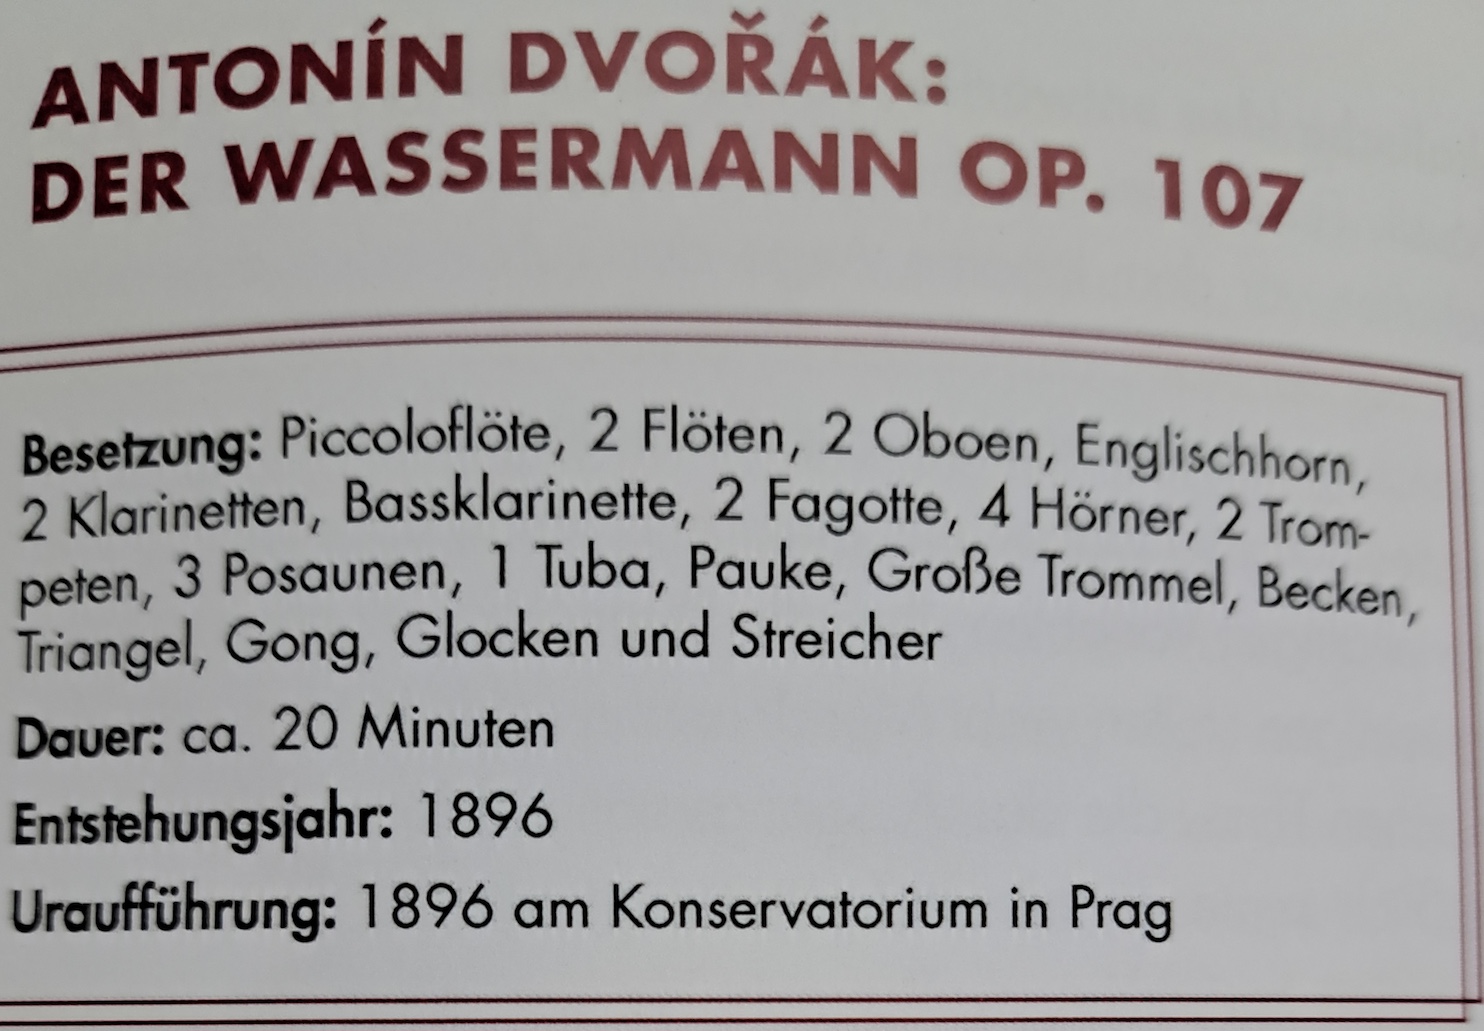 ANTONÍN DVOŘÁK:
DER WASSERMANN OP. 107
Besetzung: Piccoloflöte, 2 Flöten, 2 Oboen, Englischhorn,
2 Klarinetten, Bassklarinette, 2 Fagotte, 4 Hörner, 2 Trom-
peten, 3 Posaunen, 1 Tuba, Pauke, Große Trommel, Becken,
Triangel, Gong, Glocken und Streicher
Dauer: ca. 20 Minuten
Entstehungsjahr: 1896
Uraufführung: 1896 am Konservatorium in Prag